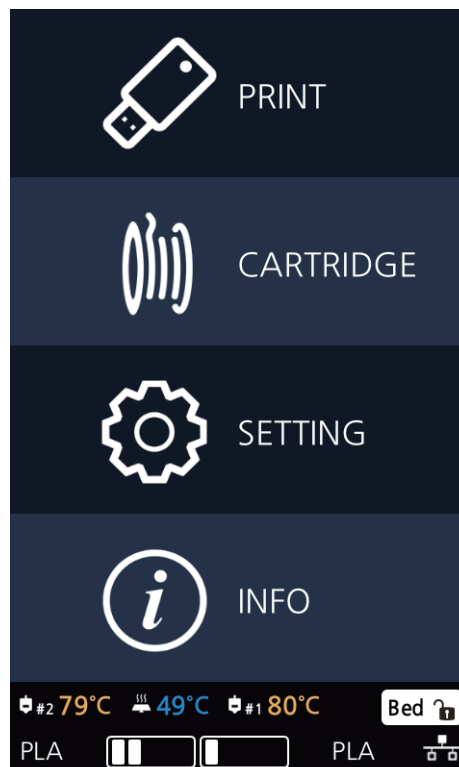 PRINT
CARTRIDGE
SETTING
i INFO
#2 79°C 49°C #1 80°C Bed
PLA PLA